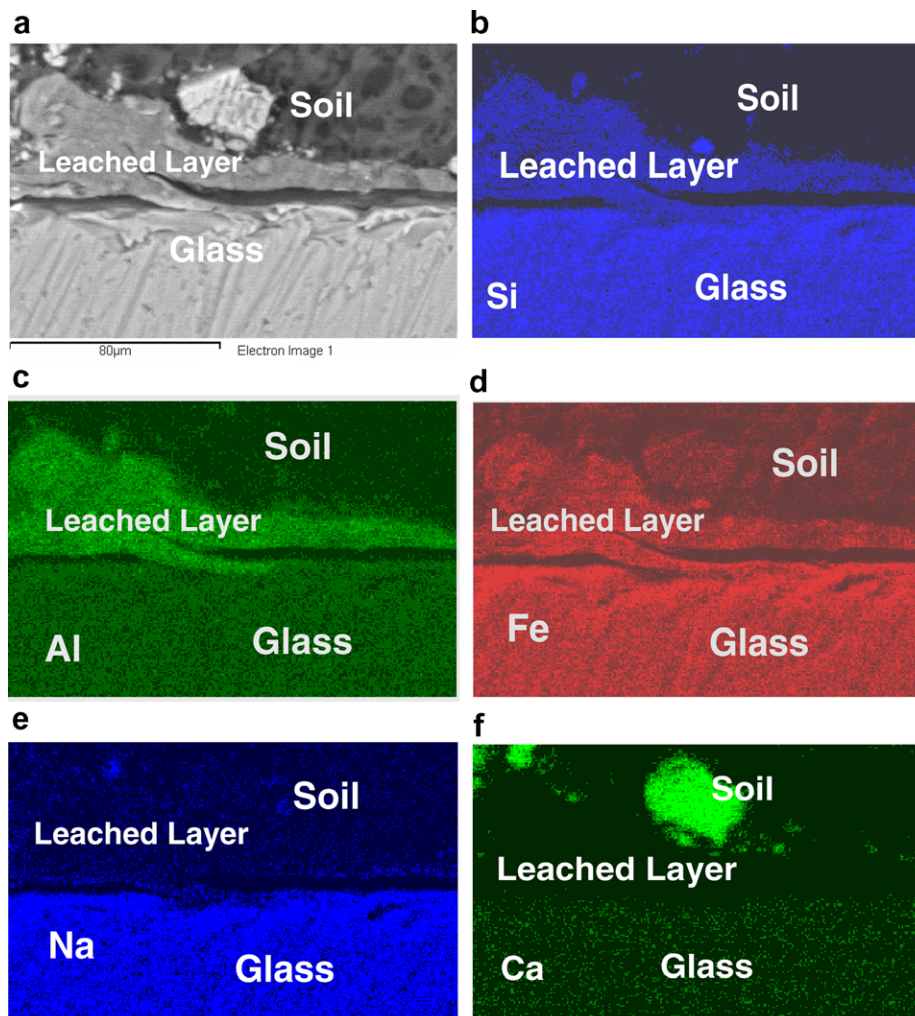 a
Soil
Leached Layer
Glass
80µm
Electron Image 1
b
Soil
Leached Layer
Glass
Si
c
Soil
Leached Layer
Glass
Al
d
Soil
Leached Layer
Fe
Glass
e
Soil
Leached Layer
Na
Glass
f
Soil
Leached Layer
Ca
Glass